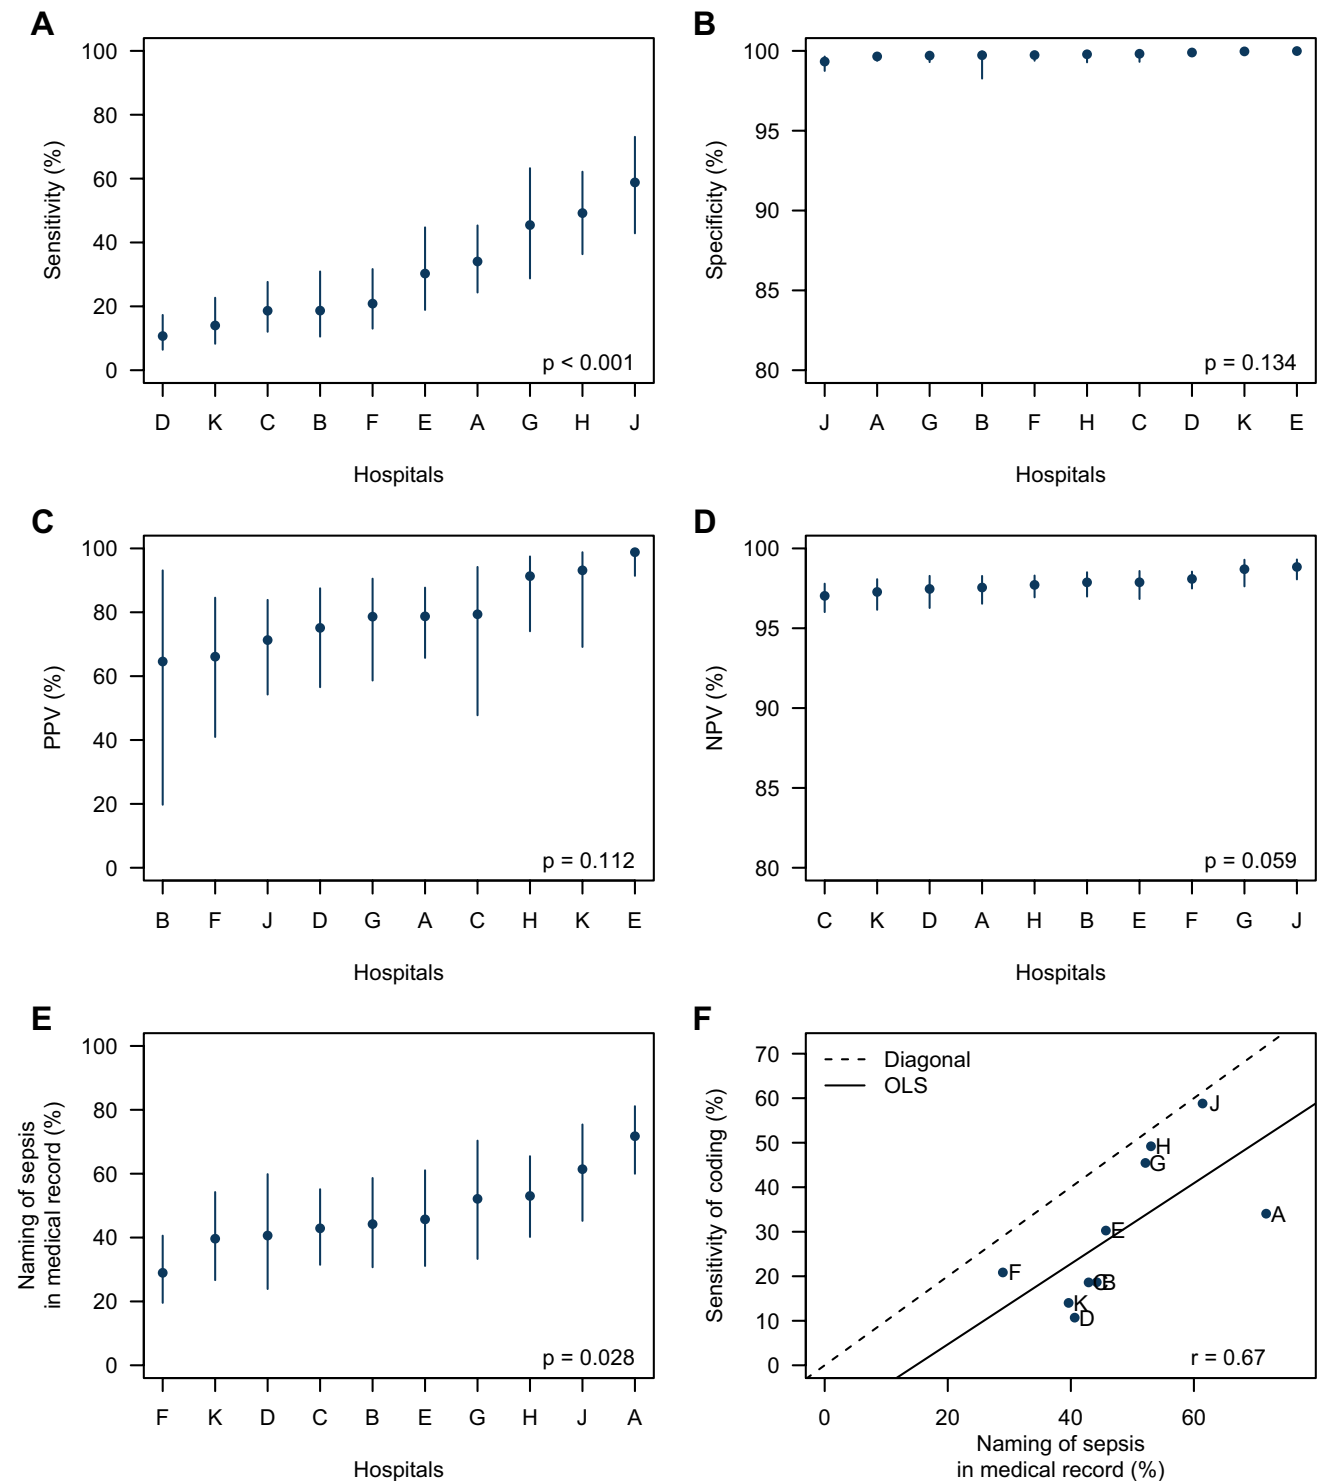 A
Sensitivity (%)
100
80
60
40
20
0
p < 0.001
D K C B F E A G H J
Hospitals
B
Specificity (%)
100
95
90
85
80
p = 0.134
J A G B F H C D K E
Hospitals
C
PPV (%)
100
80
60
40
20
0
p = 0.112
B F J D G A C H K E
Hospitals
D
NPV (%)
100
95
90
85
80
p = 0.059
C K D A H B E F G J
Hospitals
E
Naming of sepsis
in medical record (%)
100
80
60
40
20
0
p = 0.028
F K D C B E G H J A
Hospitals
F
Sensitivity of coding (%)
70
60
50
40
30
20
10
0
Diagonal
OLS
J
H
G
A
E
F
C
B
K
D
r = 0.67
0 20 40 60
Naming of sepsis
in medical record (%)